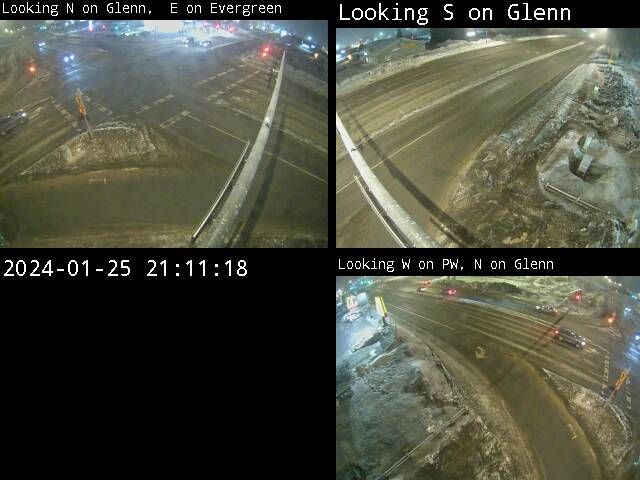 Looking N on Glenn,  E on Evergreen
Looking S on Glenn
2024-01-25 21:11:18
Looking W on PW, N on Glenn